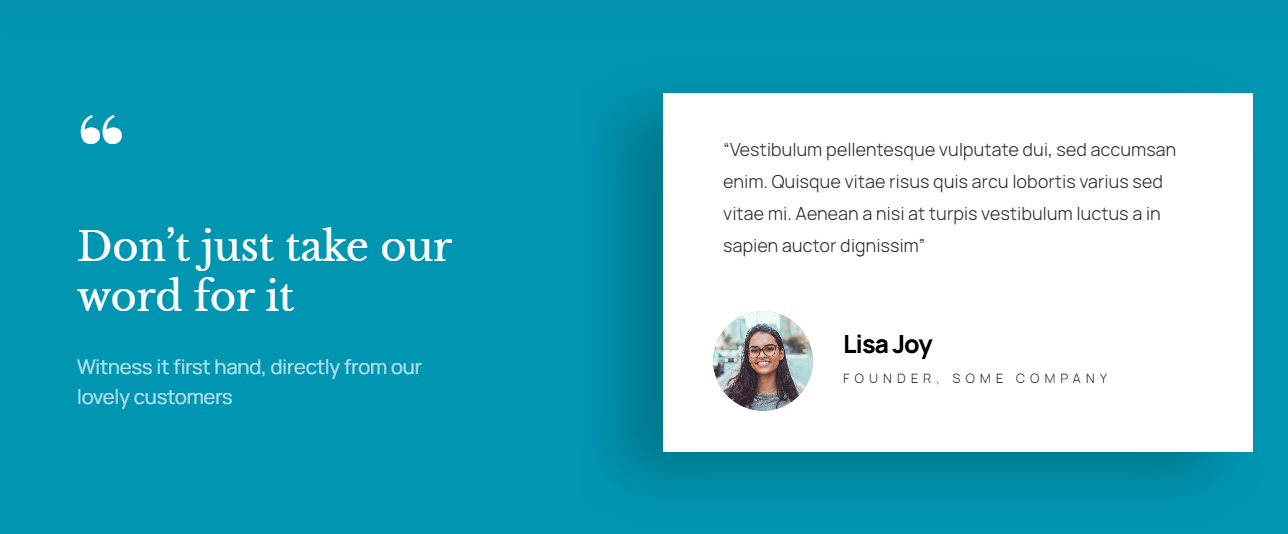 “
Don’t just take our
word for it
Witness it first hand, directly from our
lovely customers
“Vestibulum pellentesque vulputate dui, sed accumsan
enim. Quisque vitae risus quis arcu lobortis varius sed
vitae mi. Aenean a nisi at turpis vestibulum luctus a in
sapien auctor dignissim”
Lisa Joy
FOUNDER, SOME COMPANY